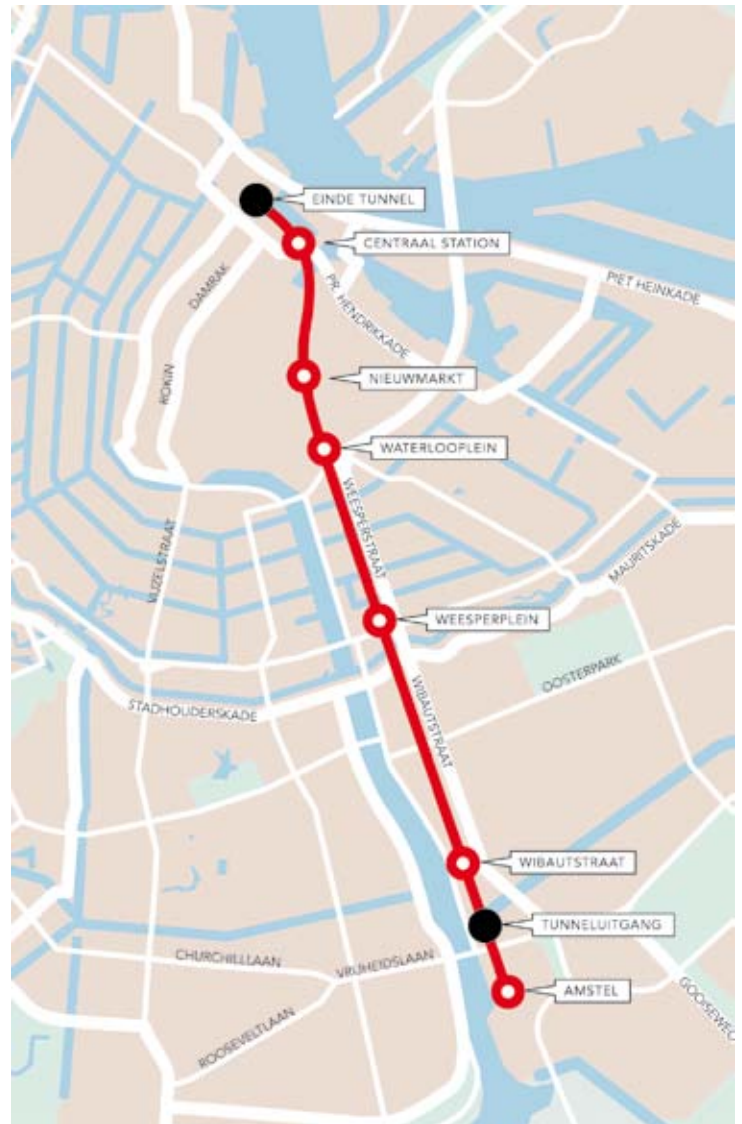 EINDE TUNNEL
CENTRAAL STATION
PIET HEINKADE
DAMRAK
PR. HENDRIKKADE
NIEUWMARKT
ROKIN
WATERLOOPLEIN
WEESPERSTRAAT
VIJZELSTRAAT
MAURITSKADE
WEESPERPLEIN
OOSTERPARK
STADHOUDERSKADE
WIBAUTSTRAAT
WIBAUTSTRAAT
TUNNELUITGANG
CHURCHILLLAAN
VRIJHEIDSLAAN
AMSTEL
GOOISEWEG
ROOSEVELTLAAN